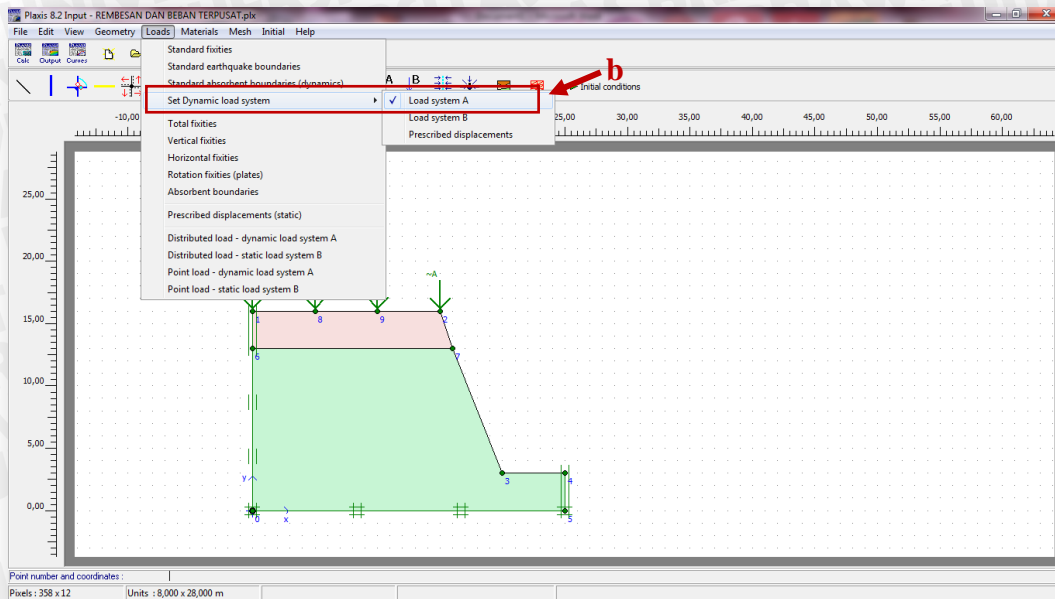 Plaxis 8.2 Input - REMBESAN DAN BEBAN TERPUSAT.plx
File Edit View Geometry Loads Materials Mesh Initial Help
Calc Output Curves
Standard fixities
Standard earthquake boundaries
Standard absorbent boundaries (dynamics)
Set Dynamic load system
Total fixities
Vertical fixities
Horizontal fixities
Rotation fixities (plates)
Absorbent boundaries
Prescribed displacements (static)
Distributed load - dynamic load system A
Distributed load - static load system B
Point load - dynamic load system A
Point load - static load system B
Load system A
Load system B
Prescribed displacements
b
A B
Initial conditions
-10,00 25,00 30,00 35,00 40,00 45,00 50,00 55,00 60,00
25,00
20,00
15,00
10,00
5,00
0,00
~A
1 8 9 2
6 7
3 4
y
0 x 5
Point number and coordinates :
Pixels : 358 x 12 Units : 8,000 x 28,000 m